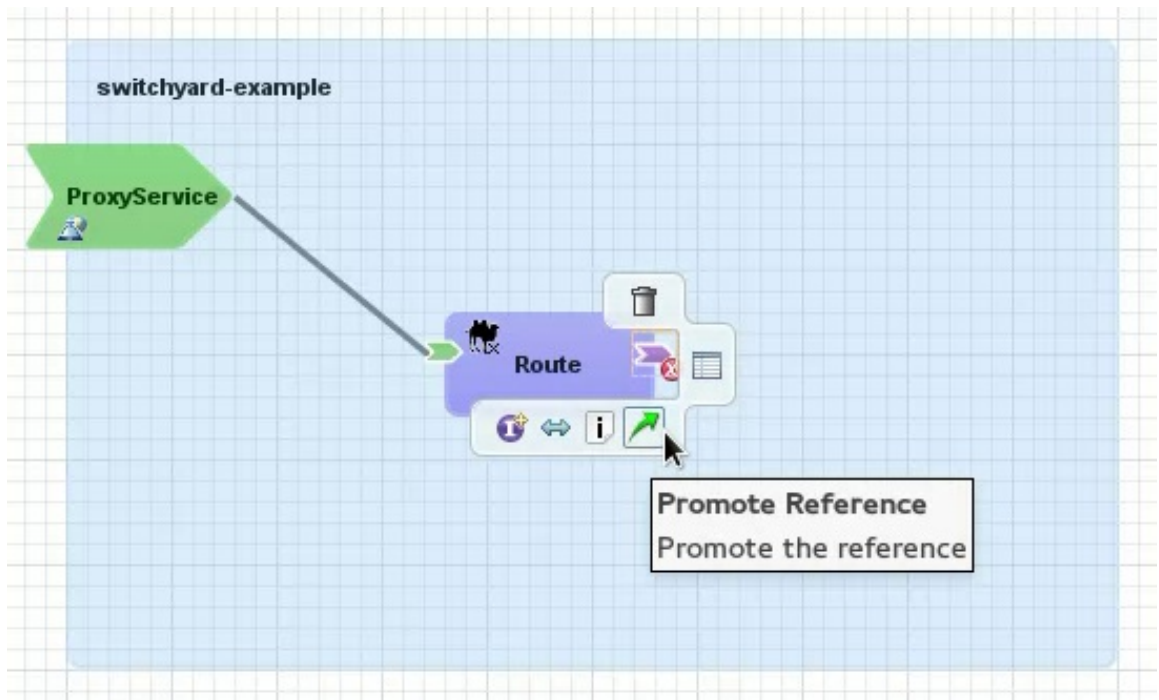 switchyard-example
ProxyService
Route
Promote Reference
Promote the reference